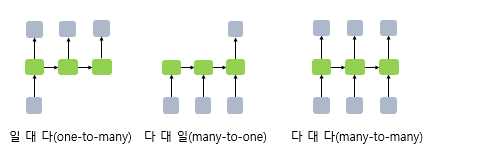 일 대 다(one-to-many)
다 대 일(many-to-one)
다 대 다(many-to-many)